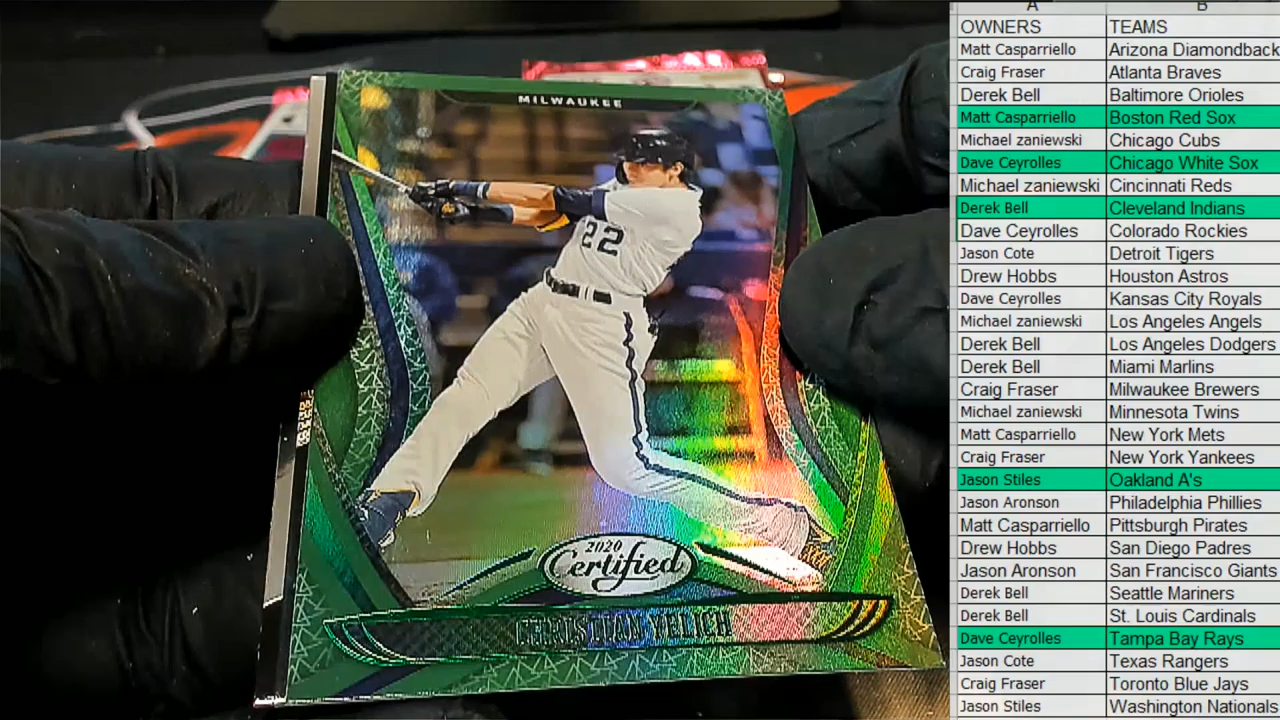 MILWAUKEE
22
2020
Certified
CHRISTIAN YELICH
A B
OWNERS TEAMS
Matt Casparriello Arizona Diamondback
Craig Fraser Atlanta Braves
Derek Bell Baltimore Orioles
Matt Casparriello Boston Red Sox
Michael zaniewski Chicago Cubs
Dave Ceyrolles Chicago White Sox
Michael zaniewski Cincinnati Reds
Derek Bell Cleveland Indians
Dave Ceyrolles Colorado Rockies
Jason Cote Detroit Tigers
Drew Hobbs Houston Astros
Dave Ceyrolles Kansas City Royals
Michael zaniewski Los Angeles Angels
Derek Bell Los Angeles Dodgers
Derek Bell Miami Marlins
Craig Fraser Milwaukee Brewers
Michael zaniewski Minnesota Twins
Matt Casparriello New York Mets
Craig Fraser New York Yankees
Jason Stiles Oakland A's
Jason Aronson Philadelphia Phillies
Matt Casparriello Pittsburgh Pirates
Drew Hobbs San Diego Padres
Jason Aronson San Francisco Giants
Derek Bell Seattle Mariners
Derek Bell St. Louis Cardinals
Dave Ceyrolles Tampa Bay Rays
Jason Cote Texas Rangers
Craig Fraser Toronto Blue Jays
Jason Stiles Washington Nationals